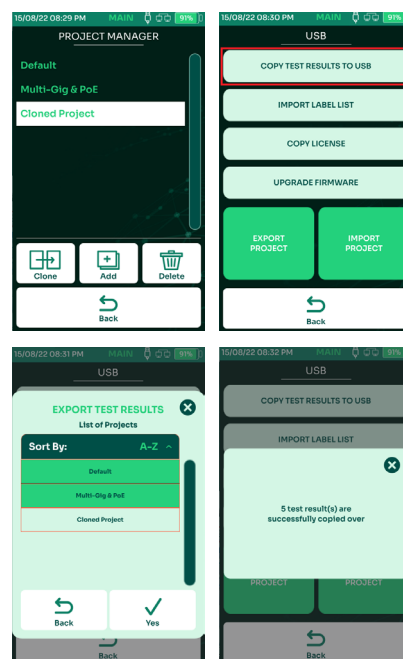 15/08/22 08:29 PM MAIN 91%
PROJECT MANAGER
Default
Multi-Gig & PoE
Cloned Project
Clone
Add
Delete
Back
15/08/22 08:30 PM MAIN 91%
USB
COPY TEST RESULTS TO USB
IMPORT LABEL LIST
COPY LICENSE
UPGRADE FIRMWARE
EXPORT
PROJECT
IMPORT
PROJECT
Back
15/08/22 08:31 PM MAIN 91%
USB
EXPORT TEST RESULTS
List of Projects
Sort By: A-Z
Default
Multi-Gig & PoE
Cloned Project
Back
Yes
Back
15/08/22 08:32 PM MAIN 91%
USB
COPY TEST RESULTS TO USB
IMPORT LABEL LIST
5 test result(s) are
successfully copied over
PROJECT
PROJECT
Back